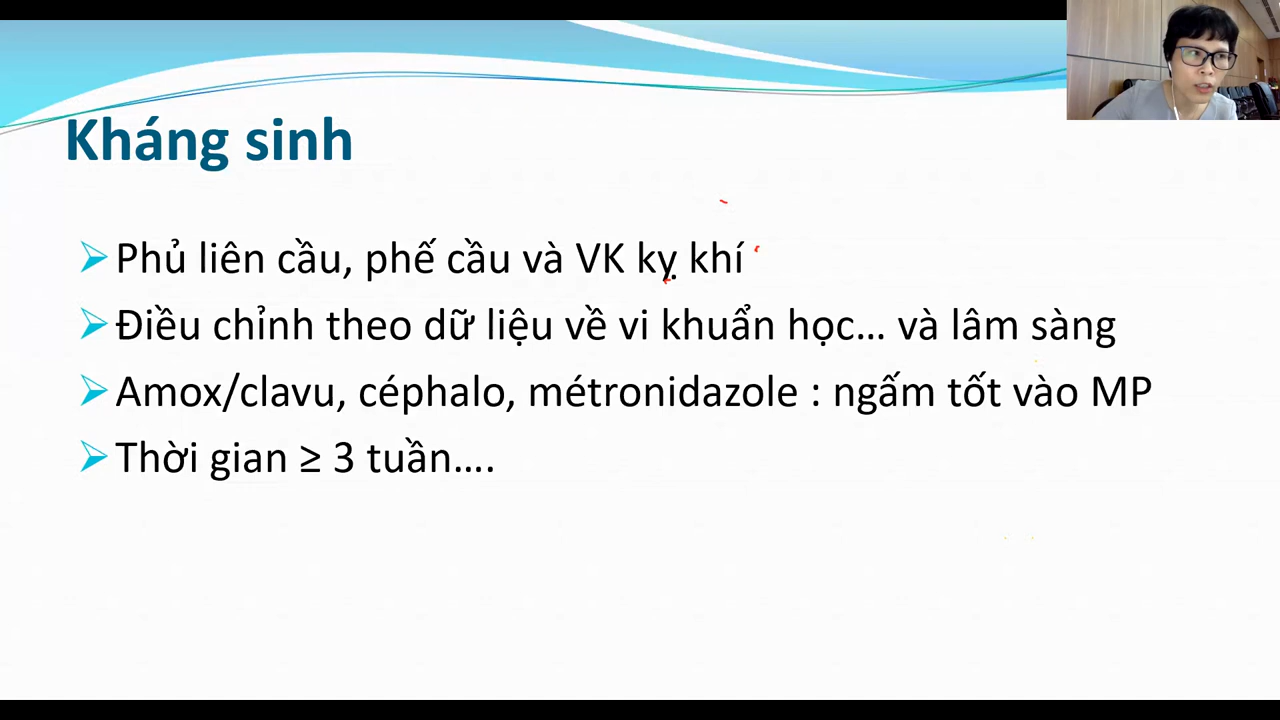 Kháng sinh
Phủ liên cầu, phế cầu và VK kỵ khí
Điều chỉnh theo dữ liệu về vi khuẩn học... và lâm sàng
Amox/clavu, céphalo, métronidazole : ngấm tốt vào MP
Thời gian ≥ 3 tuần....